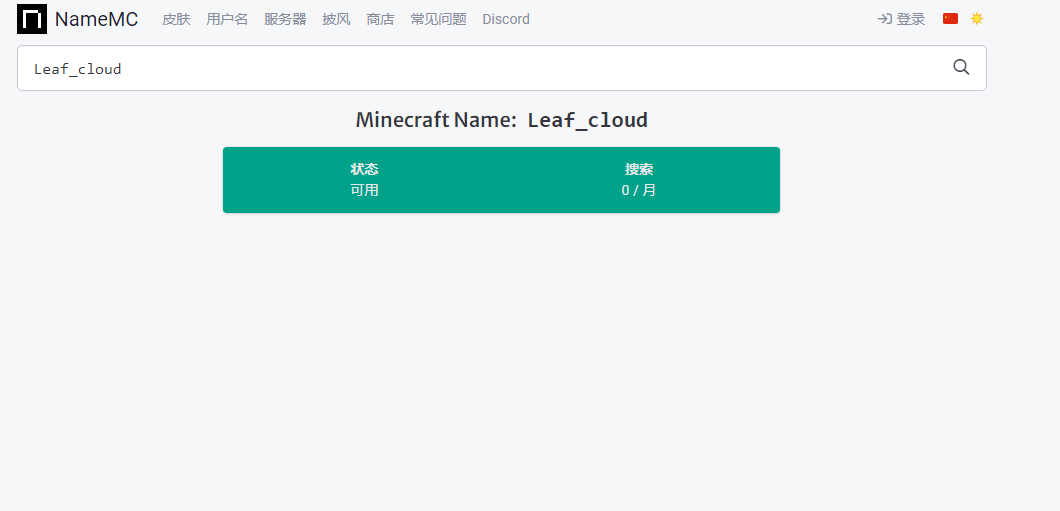 NameMC 皮肤 用户名 服务器 披风 商店 常见问题 Discord 登录
Leaf_cloud
Minecraft Name: Leaf_cloud
状态 搜索
可用 0 / 月